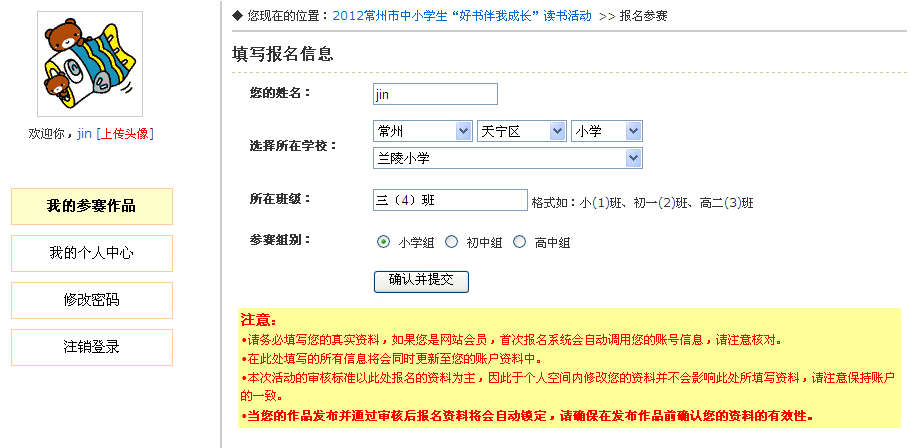 欢迎你，jin [上传头像]
我的参赛作品
我的个人中心
修改密码
注销登录
◆ 您现在的位置：2012常州市中小学生“好书伴我成长”读书活动 >> 报名参赛
填写报名信息
您的姓名： jin
选择所在学校： 常州 天宁区 小学
兰陵小学
所在班级： 三（4）班 格式如：小(1)班、初一(2)班、高二(3)班
参赛组别： 小学组 初中组 高中组
确认并提交
注意：
•请务必填写您的真实资料，如果您是网站会员，首次报名系统会自动调用您的账号信息，请注意核对。
•在此处填写的所有信息将会同时更新至您的账户资料中。
•本次活动的审核标准以此处报名的资料为主，因此于个人空间内修改您的资料并不会影响此处所填写资料，请注意保持账户
的一致。
•当您的作品发布并通过审核后报名资料将会自动锁定，请确保在发布作品前确认您的资料的有效性。